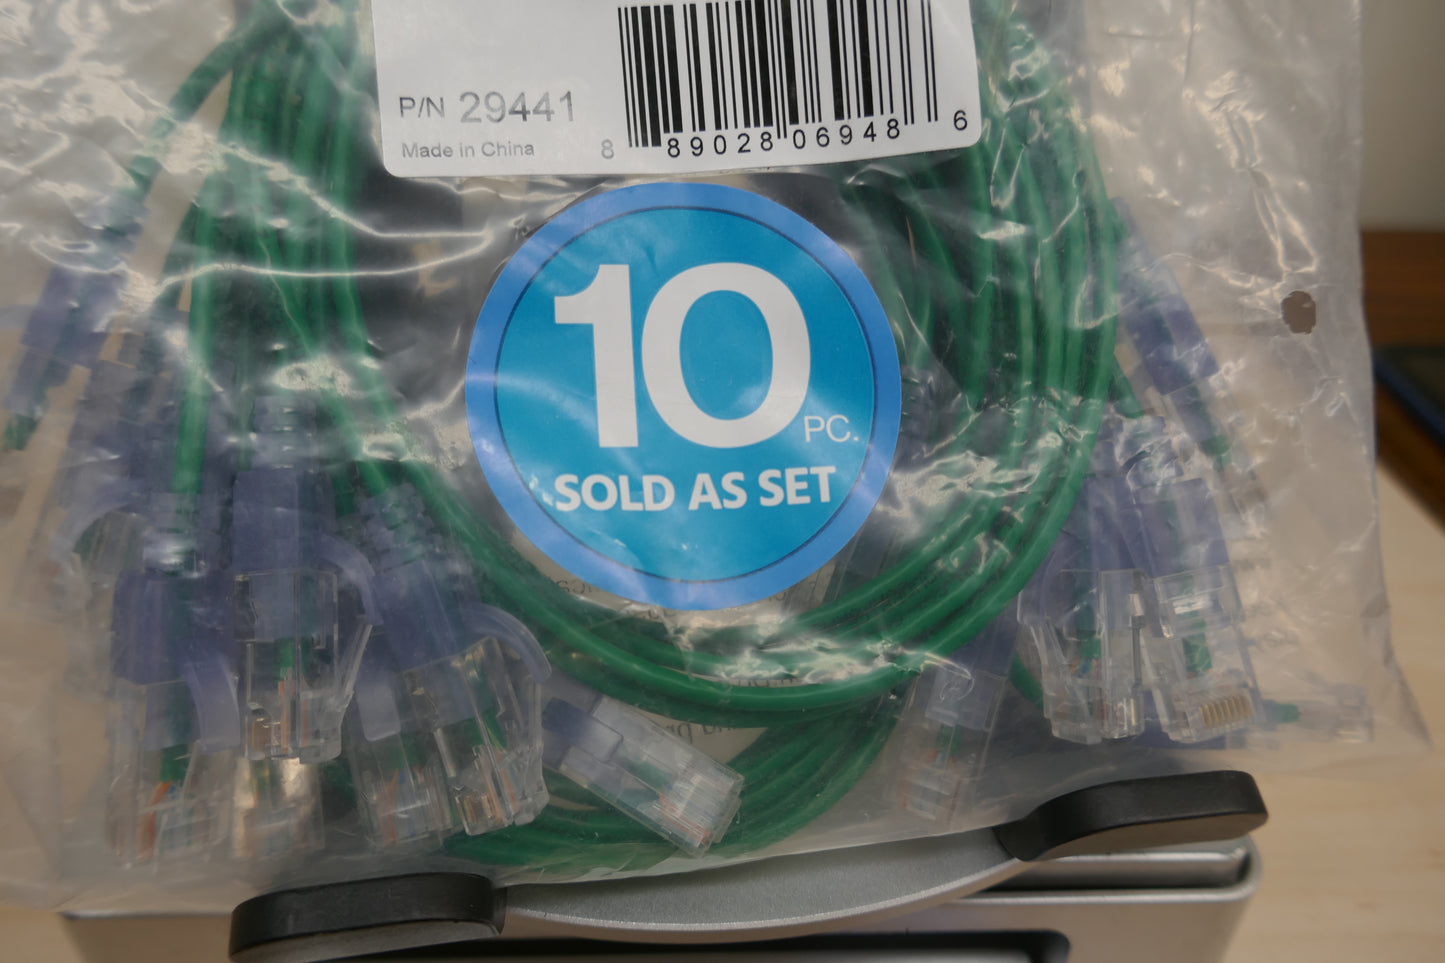 P/N 29441
Made in China
8 89028 06948 6
10
PC.
SOLD AS SET